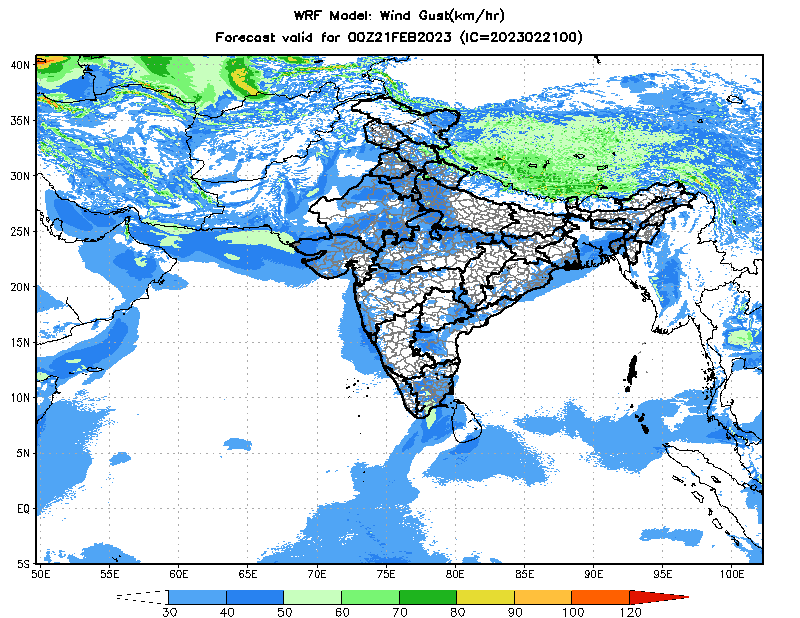 WRF Model: Wind Gust(km/hr)
Forecast valid for 00Z21FEB2023 (IC=2023022100)
40N
35N
30N
25N
20N
15N
10N
5N
EQ
5S
50E 55E 60E 65E 70E 75E 80E 85E 90E 95E 100E
30 40 50 60 70 80 90 100 120